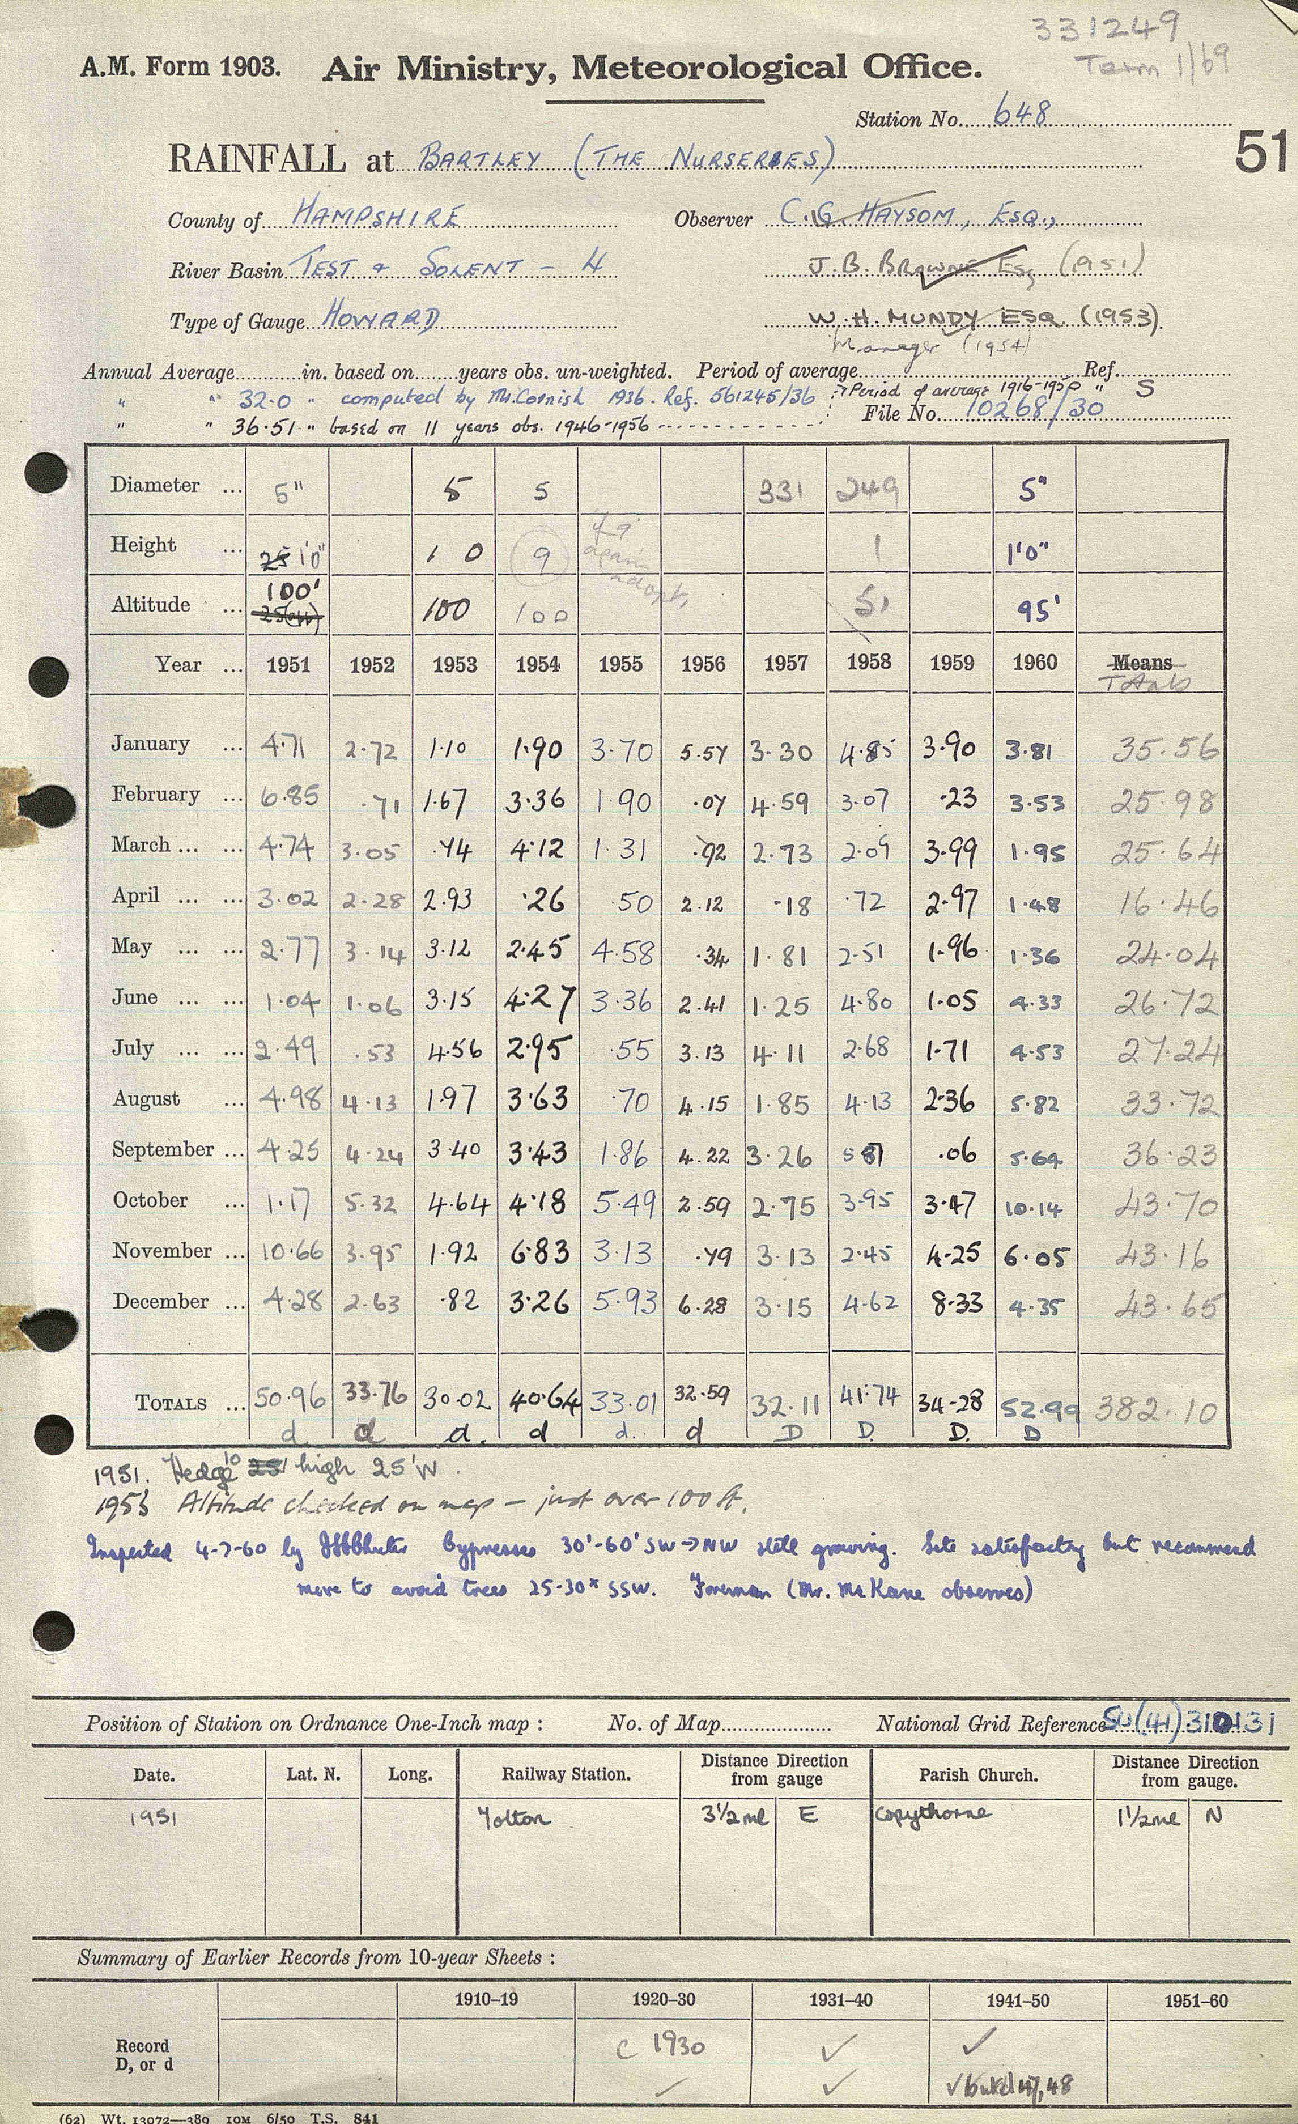 331249
Term 1/69
A.M. Form 1903. Air Ministry, Meteorological Office.
Station No. 648
51
RAINFALL at BARTLEY (THE NURSERIES)
County of HAMPSHIRE Observer C.G. HAYSOM, ESQ.,
River Basin TEST & SOLENT - 4 J. B. BROWNE Esq (1951)
Type of Gauge HOWARD W. H. MUNDY ESQ. (1953)
Manager (1954)
Annual Average in. based on years obs. un-weighted. Period of average Ref.
" " 32.0 " computed by Mr. Cornish 1936. Ref. 561245/36 Period of average 1916-1950 " S
File No. 10268/30
" " 36.51 " based on 11 years obs. 1946-1956
Diameter ... 5" 5 5 331 249 5"
Height ... 25 1'0" 1 0 9 1 1'0"
again adopt
Altitude ... 100' 100 100 51 95'
Year ... 1951 1952 1953 1954 1955 1956 1957 1958 1959 1960 Means
Totals
January ... 4.71 2.72 1.10 1.90 3.70 5.57 3.30 4.85 3.90 3.81 35.56
February ... 6.85 .71 1.67 3.36 1.90 .07 4.59 3.07 .23 3.53 25.98
March ... ... 4.74 3.05 .74 4.12 1.31 .92 2.73 2.09 3.99 1.95 25.64
April ... ... 3.02 2.28 2.93 .26 .50 2.12 .18 .72 2.97 1.48 16.46
May ... ... 2.77 3.14 3.12 2.45 4.58 .34 1.81 2.51 1.96 1.36 24.04
June ... ... 1.04 1.06 3.15 4.27 3.36 2.41 1.25 4.80 1.05 4.33 26.72
July ... ... 2.49 .53 4.56 2.95 .55 3.13 4.11 2.68 1.71 4.53 27.24
August ... 4.98 4.13 1.97 3.63 .70 4.15 1.85 4.13 2.36 5.82 33.72
September ... 4.25 4.24 3.40 3.43 1.86 4.22 3.26 5.87 .06 5.64 36.23
October ... 1.17 5.32 4.64 4.18 5.49 2.59 2.75 3.95 3.47 10.14 43.70
November ... 10.66 3.95 1.92 6.83 3.13 .79 3.13 2.45 4.25 6.05 43.16
December ... 4.28 2.63 .82 3.26 5.93 6.28 3.15 4.62 8.33 4.35 43.65
TOTALS ... 50.96 33.76 30.02 40.64 33.01 32.59 32.11 41.74 34.28 52.99 382.10
d d d. d d. d D D. D. D
1951. Hedge 10 high 25'W.
1953 Altitude checked on map - just over 100 ft.
Inspected 4-7-60 by Cypresses 30'-60' SW→NW still growing. Site satisfactory but recommend
move to avoid trees 25-30x SSW. Foreman (Mr. McKane observes)
Position of Station on Ordnance One-Inch map : No. of Map National Grid Reference SU(41)310131
Date. Lat. N. Long. Railway Station. Distance from Direction gauge Parish Church. Distance from Direction gauge.
1951 Totton 3½ml E Copythorne 1½ml N
Summary of Earlier Records from 10-year Sheets :
1910-19 1920-30 1931-40 1941-50 1951-60
Record C 1930 ✓ ✓
D, or d ✓ ✓ ✓ but d 47, 48
(62) Wt. 13072—389 10M 6/50 T.S. 841